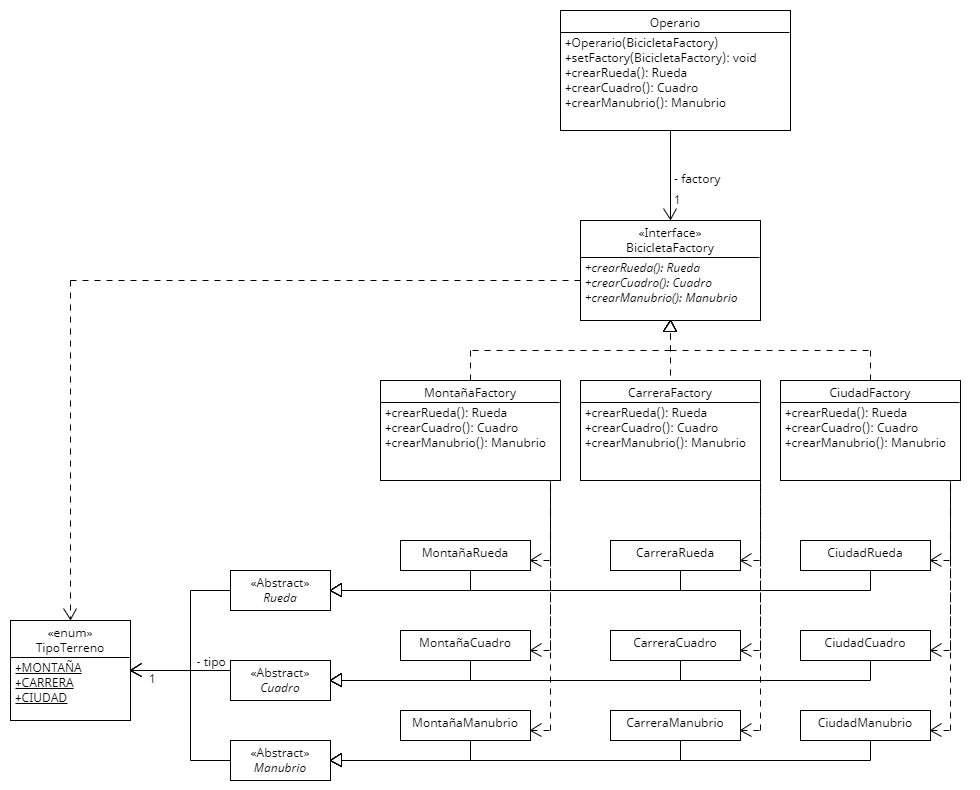 Operario
+Operario(BicicletaFactory)
+setFactory(BicicletaFactory): void
+crearRueda(): Rueda
+crearCuadro(): Cuadro
+crearManubrio(): Manubrio
- factory
1
«Interface»
BicicletaFactory
+crearRueda(): Rueda
+crearCuadro(): Cuadro
+crearManubrio(): Manubrio
MontañaFactory
+crearRueda(): Rueda
+crearCuadro(): Cuadro
+crearManubrio(): Manubrio
CarreraFactory
+crearRueda(): Rueda
+crearCuadro(): Cuadro
+crearManubrio(): Manubrio
CiudadFactory
+crearRueda(): Rueda
+crearCuadro(): Cuadro
+crearManubrio(): Manubrio
MontañaRueda
CarreraRueda
CiudadRueda
«Abstract»
Rueda
«enum»
TipoTerreno
+MONTAÑA
+CARRERA
+CIUDAD
- tipo
1
MontañaCuadro
CarreraCuadro
CiudadCuadro
«Abstract»
Cuadro
MontañaManubrio
CarreraManubrio
CiudadManubrio
«Abstract»
Manubrio